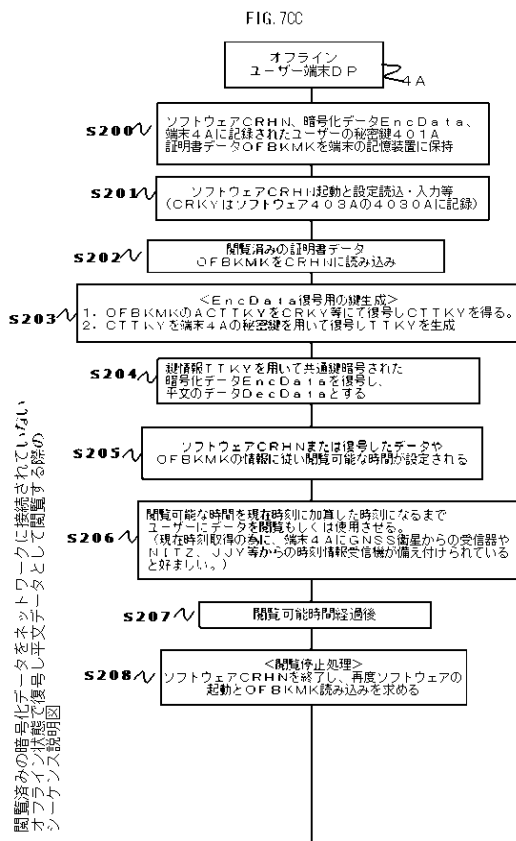 FIG. 7CC
オフライン
ユーザー端末DP
4A
S200
ソフトウェアCRHN、暗号化データEncData、
端末4Aに記録されたユーザーの秘密鍵401A
証明書データOFBKMKを端末の記憶装置に保持
S201
ソフトウェアCRHN起動と設定読込・入力等
(CRKYはソフトウェア403Aの4030Aに記録)
S202
閲覧済みの証明書データ
OFBKMKをCRHNに読み込み
S203
<EncData復号用の鍵生成>
1. OFBKMKのACTTKYをCRKY等にて復号しCTTKYを得る。
2. CTTKYを端末4Aの秘密鍵を用いて復号しTTKYを生成
S204
鍵情報TTKYを用いて共通鍵暗号された
暗号化データEncDataを復号し、
平文のデータDecDataとする
S205
ソフトウェアCRHNまたは復号したデータや
OFBKMKの情報に従い閲覧可能な時間が設定される
S206
閲覧可能な時間を現在時刻に加算した時刻になるまで
ユーザーにデータを閲覧もしくは使用させる。
(現在時刻取得の為に、端末4AにGNSS衛星からの受信器や
NITZ、JJY等からの時刻情報受信機が備え付けられている
と好ましい。)
S207
閲覧可能時間経過後
S208
<閲覧停止処理>
ソフトウェアCRHNを終了し、再度ソフトウェアの
起動とOFBKMK読み込みを求める
閲覧済みの暗号化データをネットワークに接続されていない
オフライン状態で復号し平文データとして閲覧する際の
シーケンス説明図